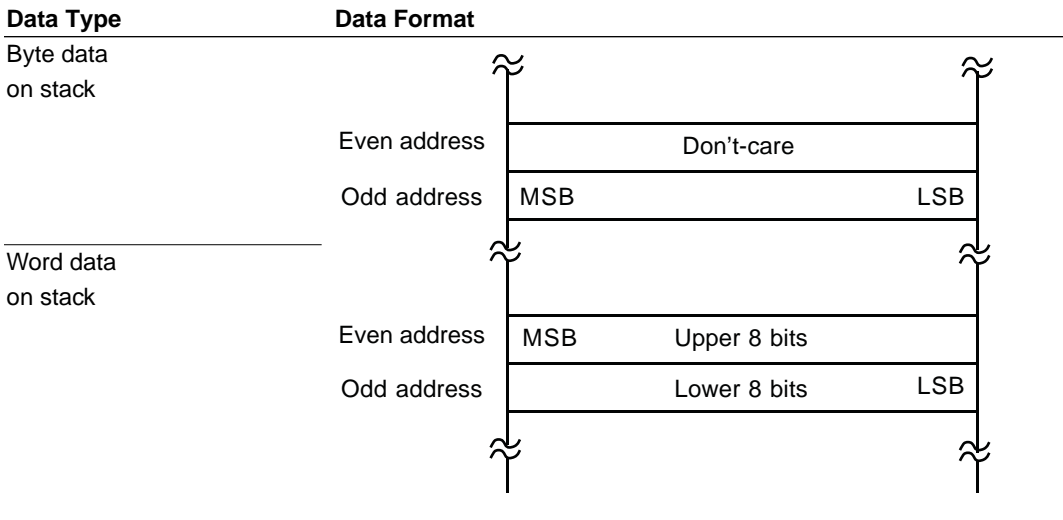 Data Type Data Format
Byte data
on stack
Even address Don't-care
Odd address MSB LSB
Word data
on stack
Even address MSB Upper 8 bits
Odd address Lower 8 bits LSB